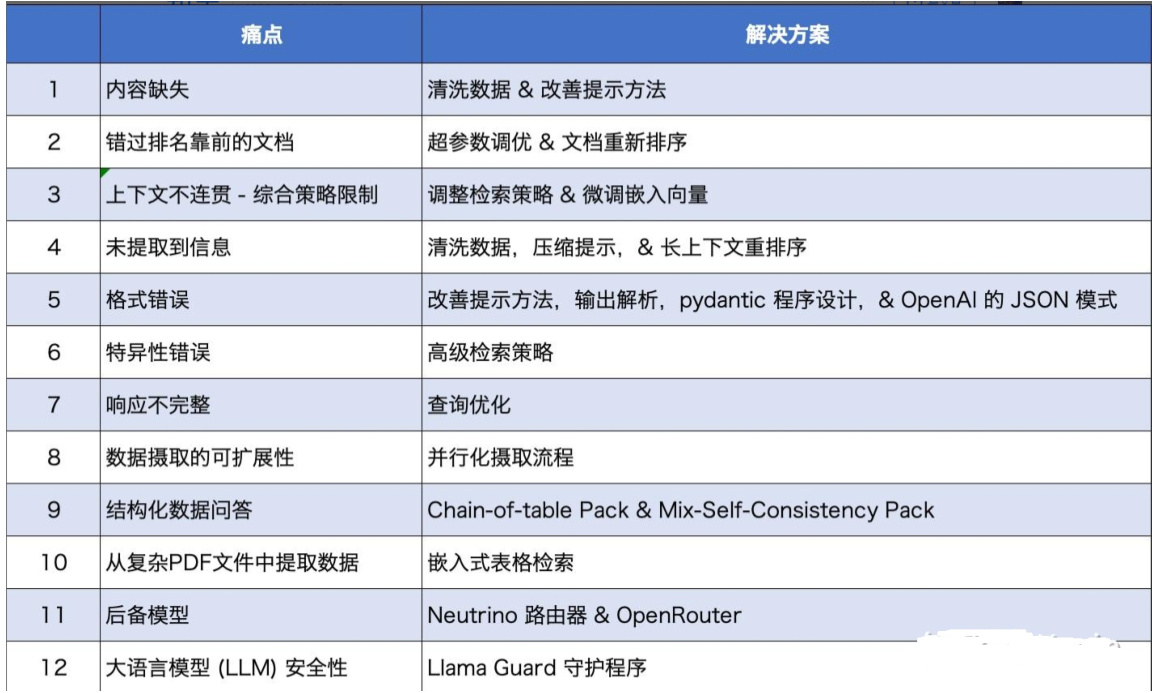 痛点 解决方案
1 内容缺失 清洗数据 & 改善提示方法
2 错过排名靠前的文档 超参数调优 & 文档重新排序
3 上下文不连贯 - 综合策略限制 调整检索策略 & 微调嵌入向量
4 未提取到信息 清洗数据，压缩提示，& 长上下文重排序
5 格式错误 改善提示方法，输出解析，pydantic 程序设计，& OpenAI 的 JSON 模式
6 特异性错误 高级检索策略
7 响应不完整 查询优化
8 数据摄取的可扩展性 并行化摄取流程
9 结构化数据问答 Chain-of-table Pack & Mix-Self-Consistency Pack
10 从复杂PDF文件中提取数据 嵌入式表格检索
11 后备模型 Neutrino 路由器 & OpenRouter
12 大语言模型 (LLM) 安全性 Llama Guard 守护程序